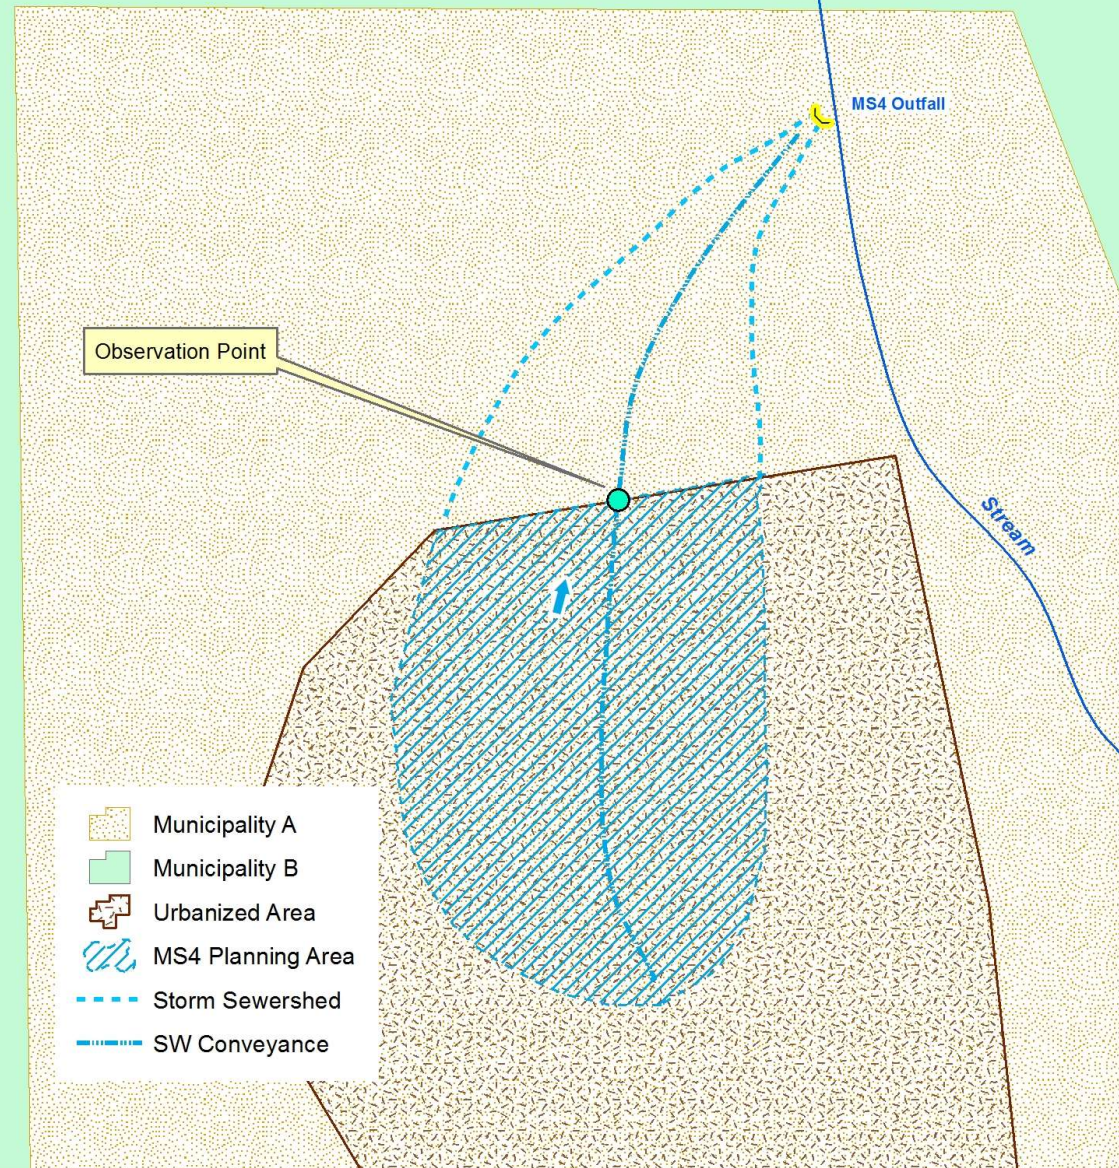 MS4 Outfall
Observation Point
Stream
Municipality A
Municipality B
Urbanized Area
MS4 Planning Area
Storm Sewershed
SW Conveyance